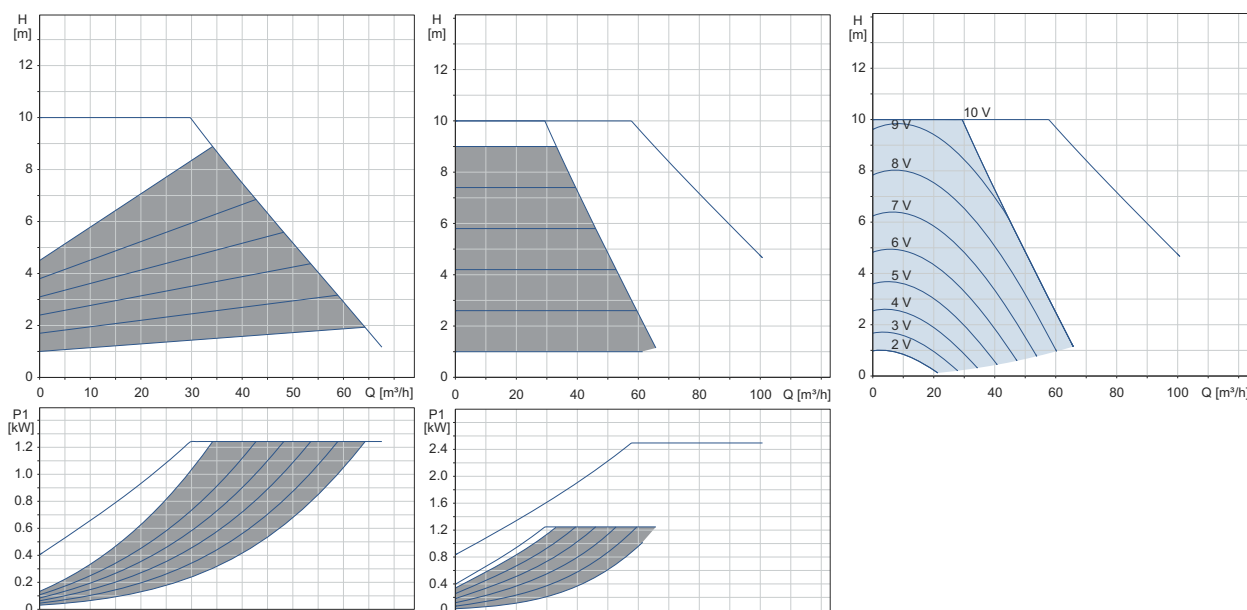 H
[m]
12
10
8
6
4
2
0
0 10 20 30 40 50 60 Q [m³/h]
P1
[kW]
1.2
1.0
0.8
0.6
0.4
0.2
0
H
[m]
12
10
8
6
4
2
0
0 20 40 60 80 100 Q [m³/h]
P1
[kW]
2.4
2.0
1.6
1.2
0.8
0.4
0
H
[m]
12
10
8
6
4
2
0
10 V
9 V
8 V
7 V
6 V
5 V
4 V
3 V
2 V
0 20 40 60 80 100 Q [m³/h]